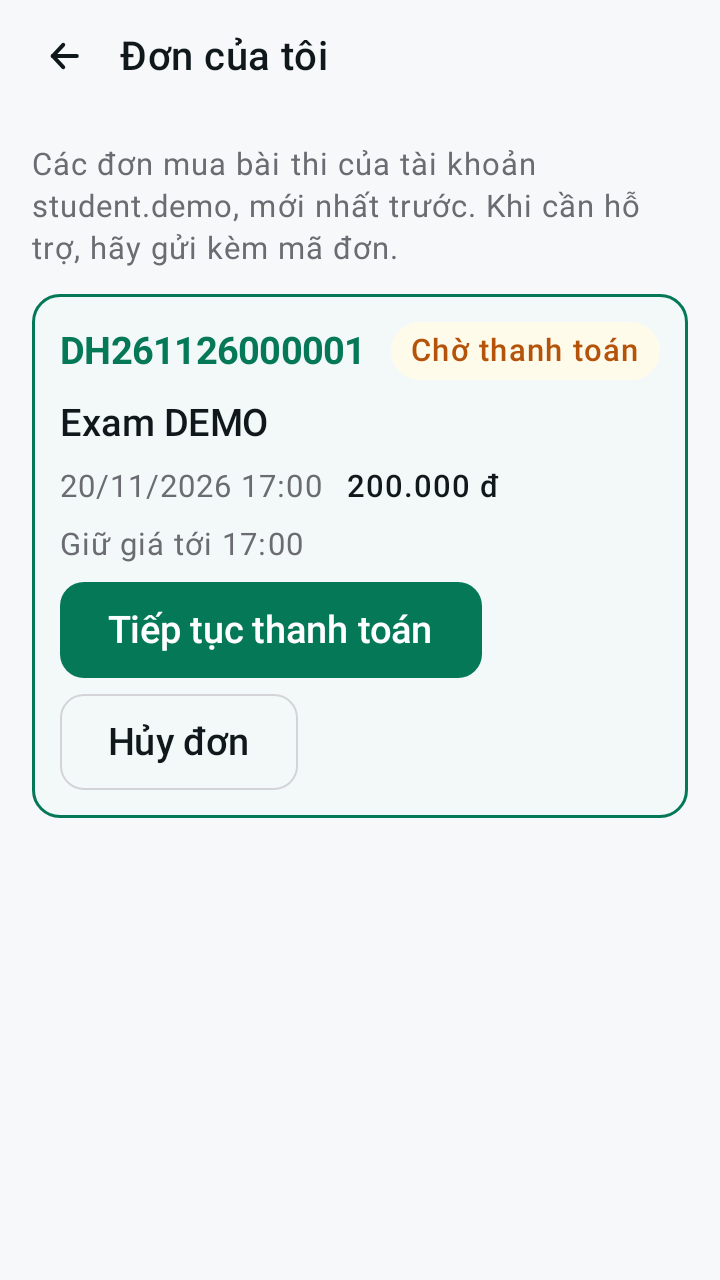 Đơn của tôi
Các đơn mua bài thi của tài khoản
student.demo, mới nhất trước. Khi cần hỗ
trợ, hãy gửi kèm mã đơn.
DH261126000001 Chờ thanh toán
Exam DEMO
20/11/2026 17:00 200.000 đ
Giữ giá tới 17:00
Tiếp tục thanh toán
Hủy đơn